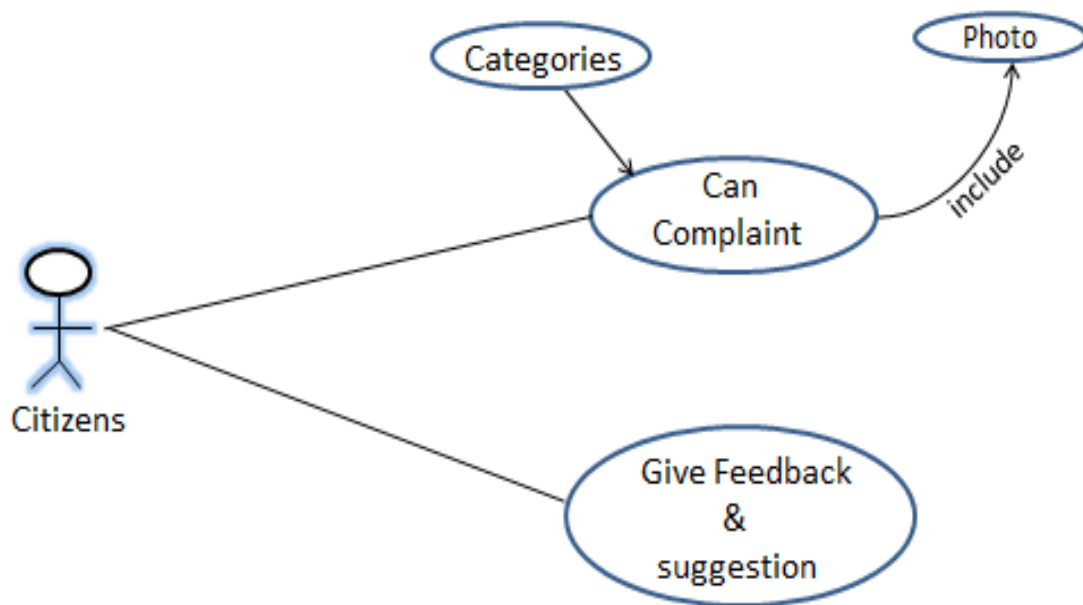 Photo
Categories
include
Can
Complaint
Citizens
Give Feedback
&
suggestion